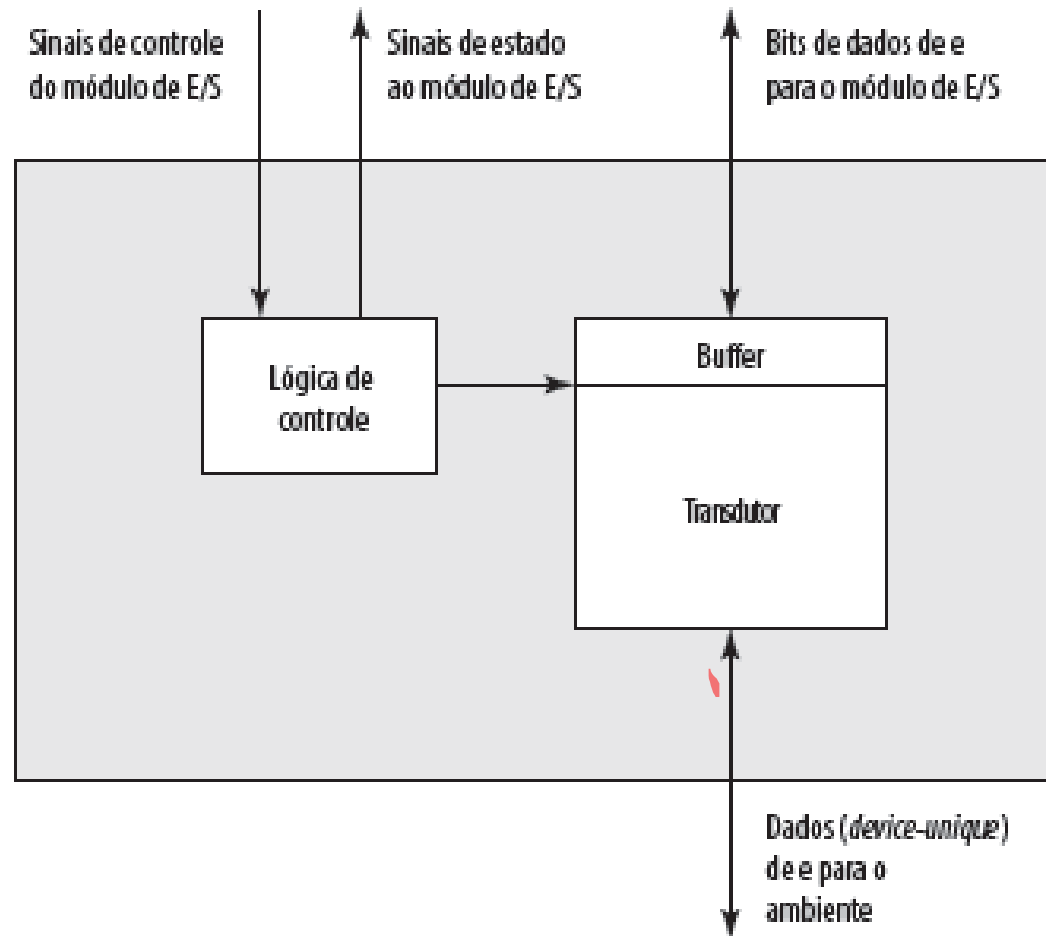 Sinais de controle
do módulo de E/S
Sinais de estado
ao módulo de E/S
Bits de dados de e
para o módulo de E/S
Lógica de
controle
Buffer
Transdutor
Dados (device-unique)
de e para o
ambiente